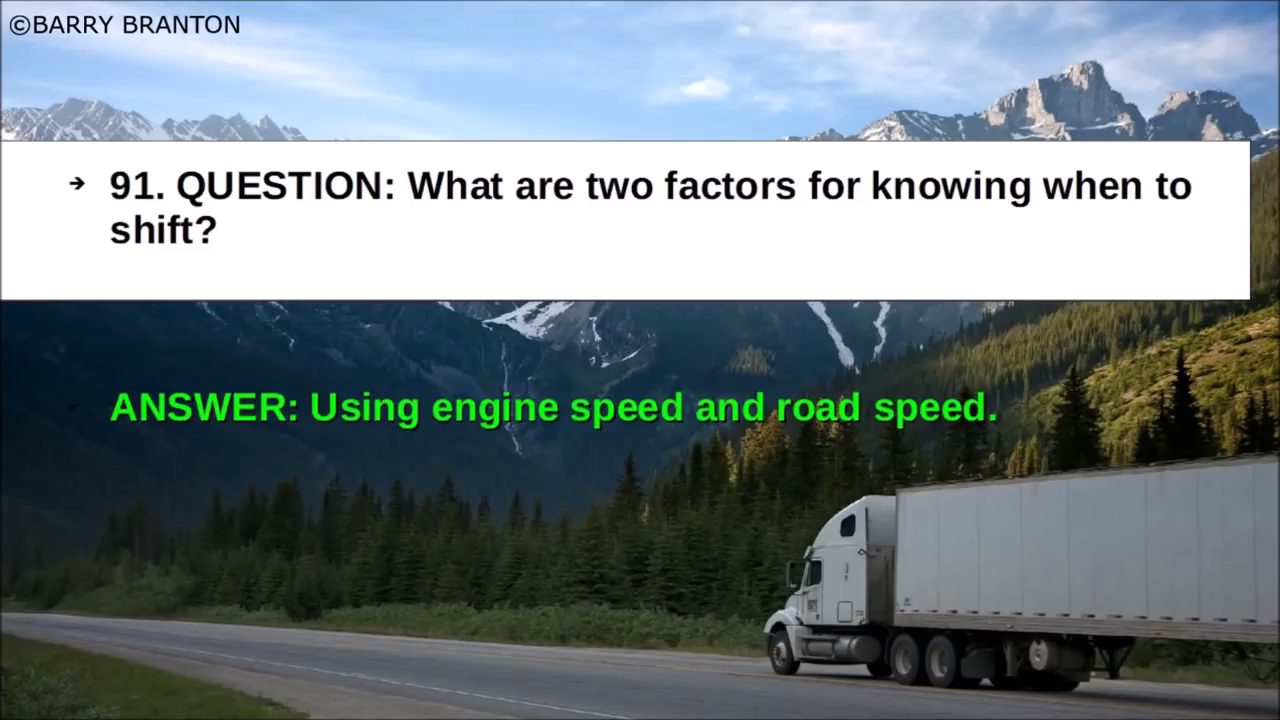 ©BARRY BRANTON
➔ 91. QUESTION: What are two factors for knowing when to
shift?
ANSWER: Using engine speed and road speed.